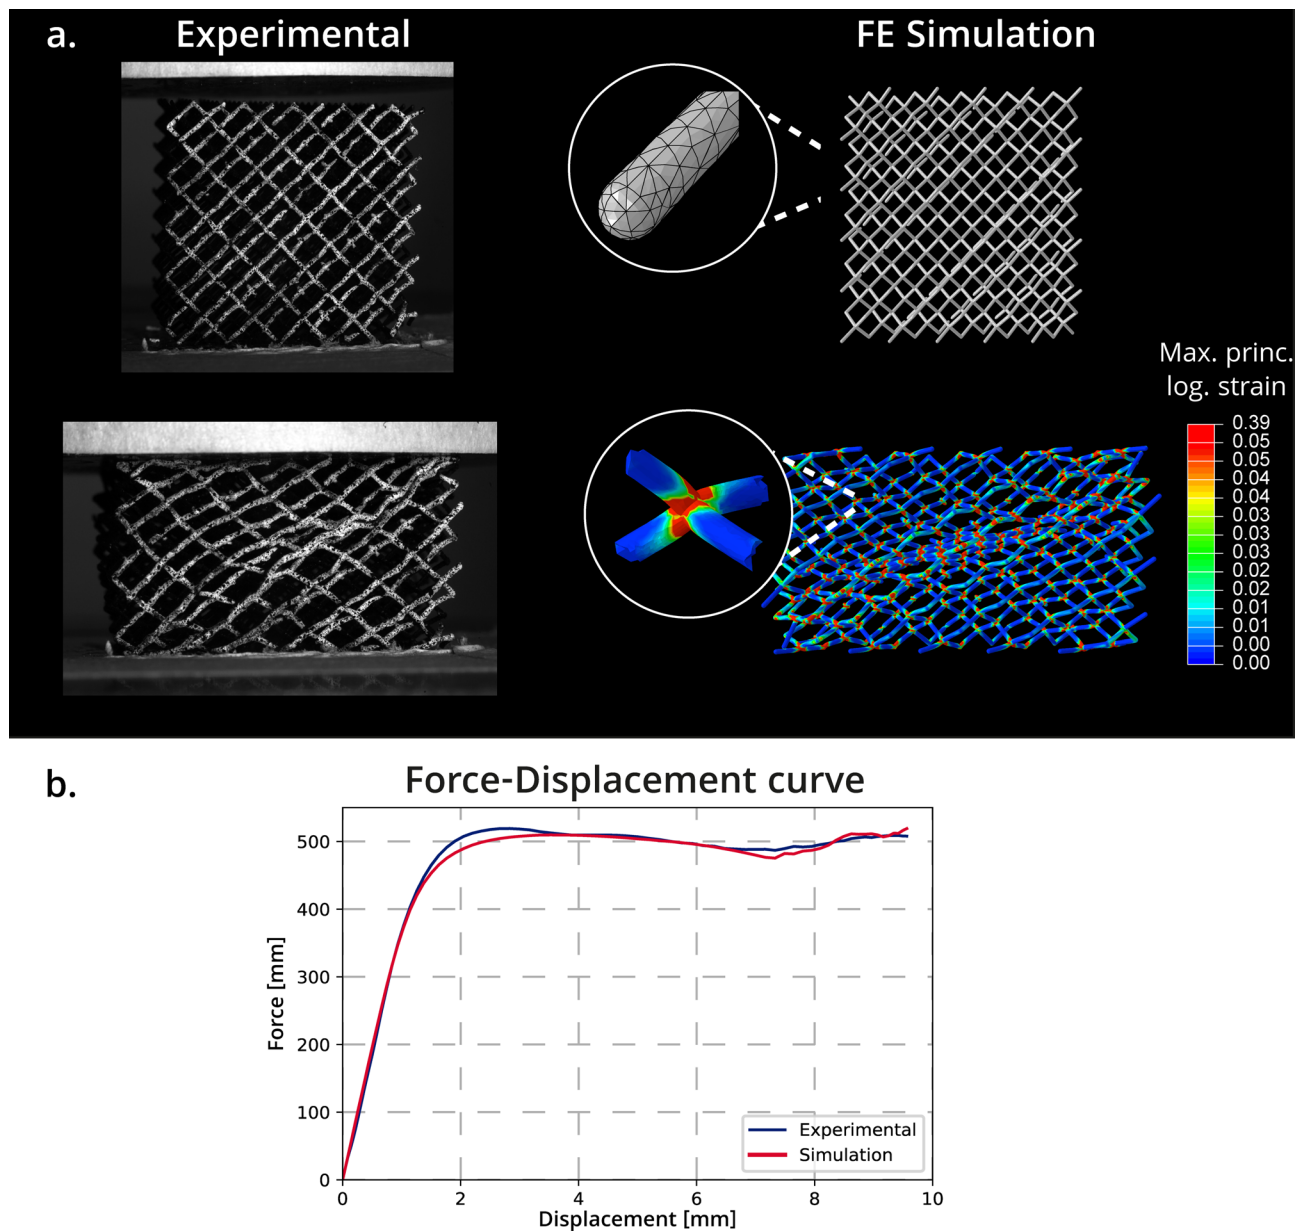 a.
Experimental
FE Simulation
Max. princ.
log. strain
0.39
0.05
0.05
0.04
0.04
0.03
0.03
0.02
0.02
0.01
0.01
0.00
0.00
b.
Force-Displacement curve
500
400
300
200
100
0
Force [mm]
0 2 4 6 8 10
Displacement [mm]
Experimental
Simulation